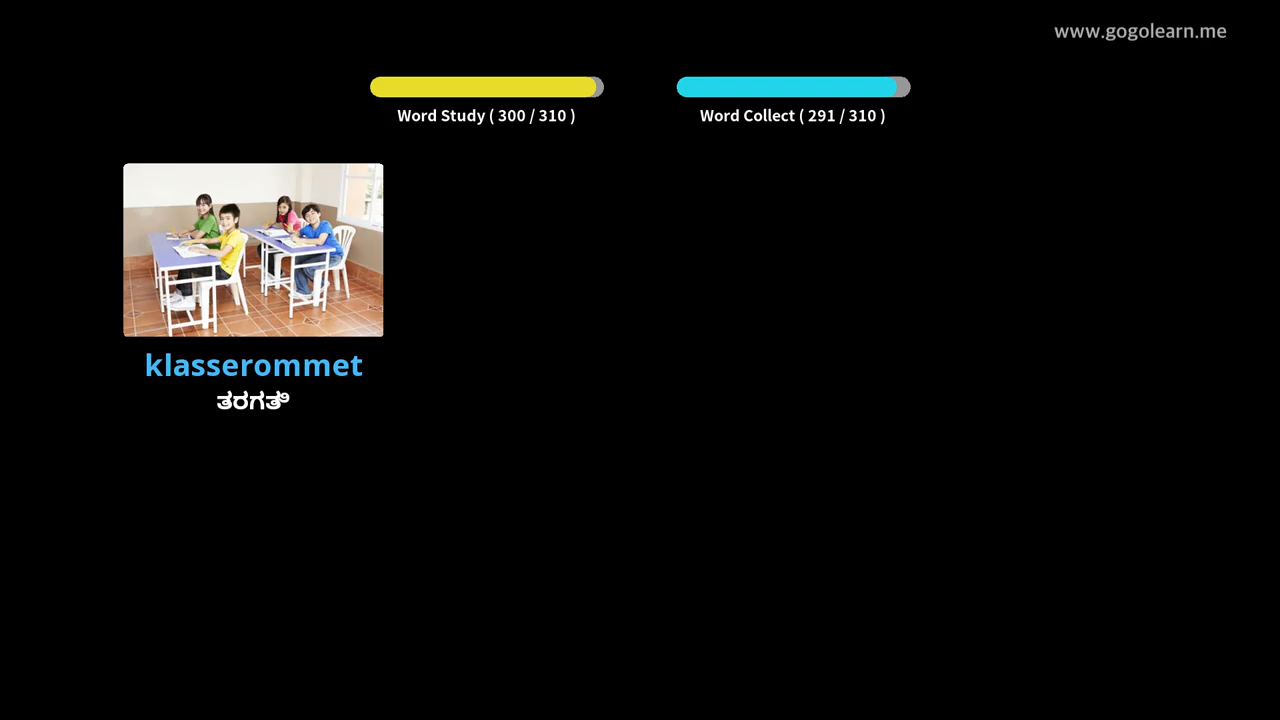 www.gogolearn.me
Word Study ( 300 / 310 )
Word Collect ( 291 / 310 )
klasserommet
ತರಗತಿ